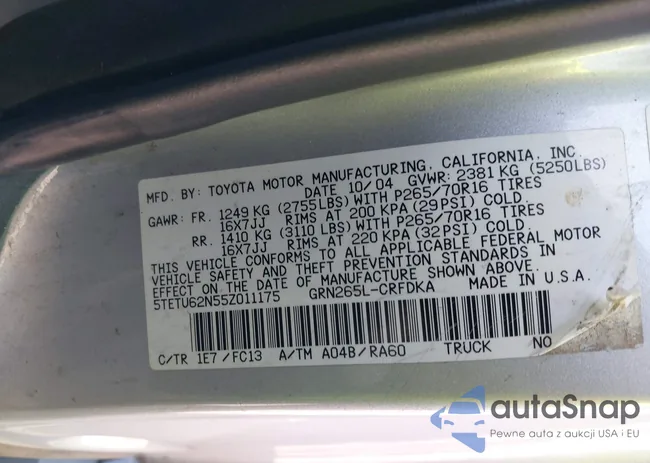 MFD. BY: TOYOTA MOTOR MANUFACTURING, CALIFORNIA, INC.
DATE 10/04 GVWR: 2381 KG (5250LBS)
GAWR: FR. 1249 KG (2755LBS) WITH P265/70R16 TIRES
16X7JJ RIMS AT 200 KPA (29PSI) COLD.
RR. 1410 KG (3110 LBS) WITH P265/70R16 TIRES
16X7JJ RIMS AT 220 KPA (32PSI) COLD.
THIS VEHICLE CONFORMS TO ALL APPLICABLE FEDERAL MOTOR
VEHICLE SAFETY AND THEFT PREVENTION STANDARDS IN
EFFECT ON THE DATE OF MANUFACTURE SHOWN ABOVE.
5TETU62N55Z011175 GRN265L-CRFDKA MADE IN U.S.A.
C/TR 1E7 /FC13 A/TM A04B/RA60 TRUCK NO
autaSnap
Pewne auta z aukcji USA i EU